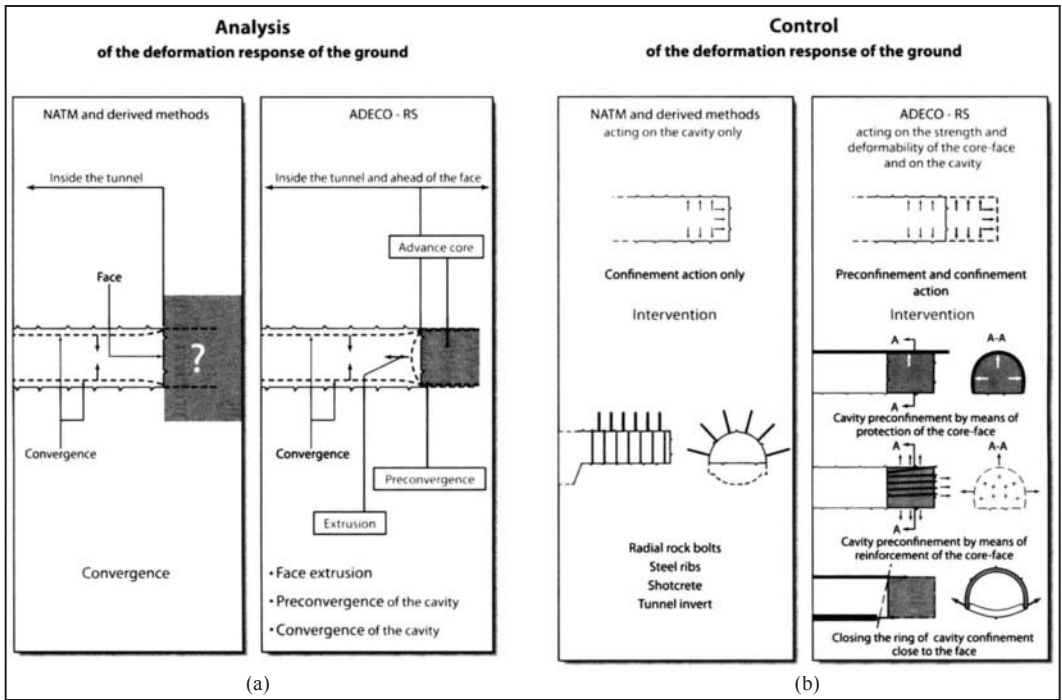 Analysis
of the deformation response of the ground
NATM and derived methods
Inside the tunnel
Face
?
Convergence
Convergence
ADECO - RS
Inside the tunnel and ahead of the face
Advance core
Convergence
Preconvergence
Extrusion
• Face extrusion
• Preconvergence of the cavity
• Convergence of the cavity
(a)
Control
of the deformation response of the ground
NATM and derived methods
acting on the cavity only
Confinement action only
Intervention
Radial rock bolts
Steel ribs
Shotcrete
Tunnel invert
ADECO - RS
acting on the strength and
deformability of the core-face
and on the cavity
Preconfinement and confinement
action
Intervention
A
A-A
A
Cavity preconfinement by means of
protection of the core-face
A
A-A
A
Cavity preconfinement by means of
reinforcement of the core-face
Closing the ring of cavity confinement
close to the face
(b)